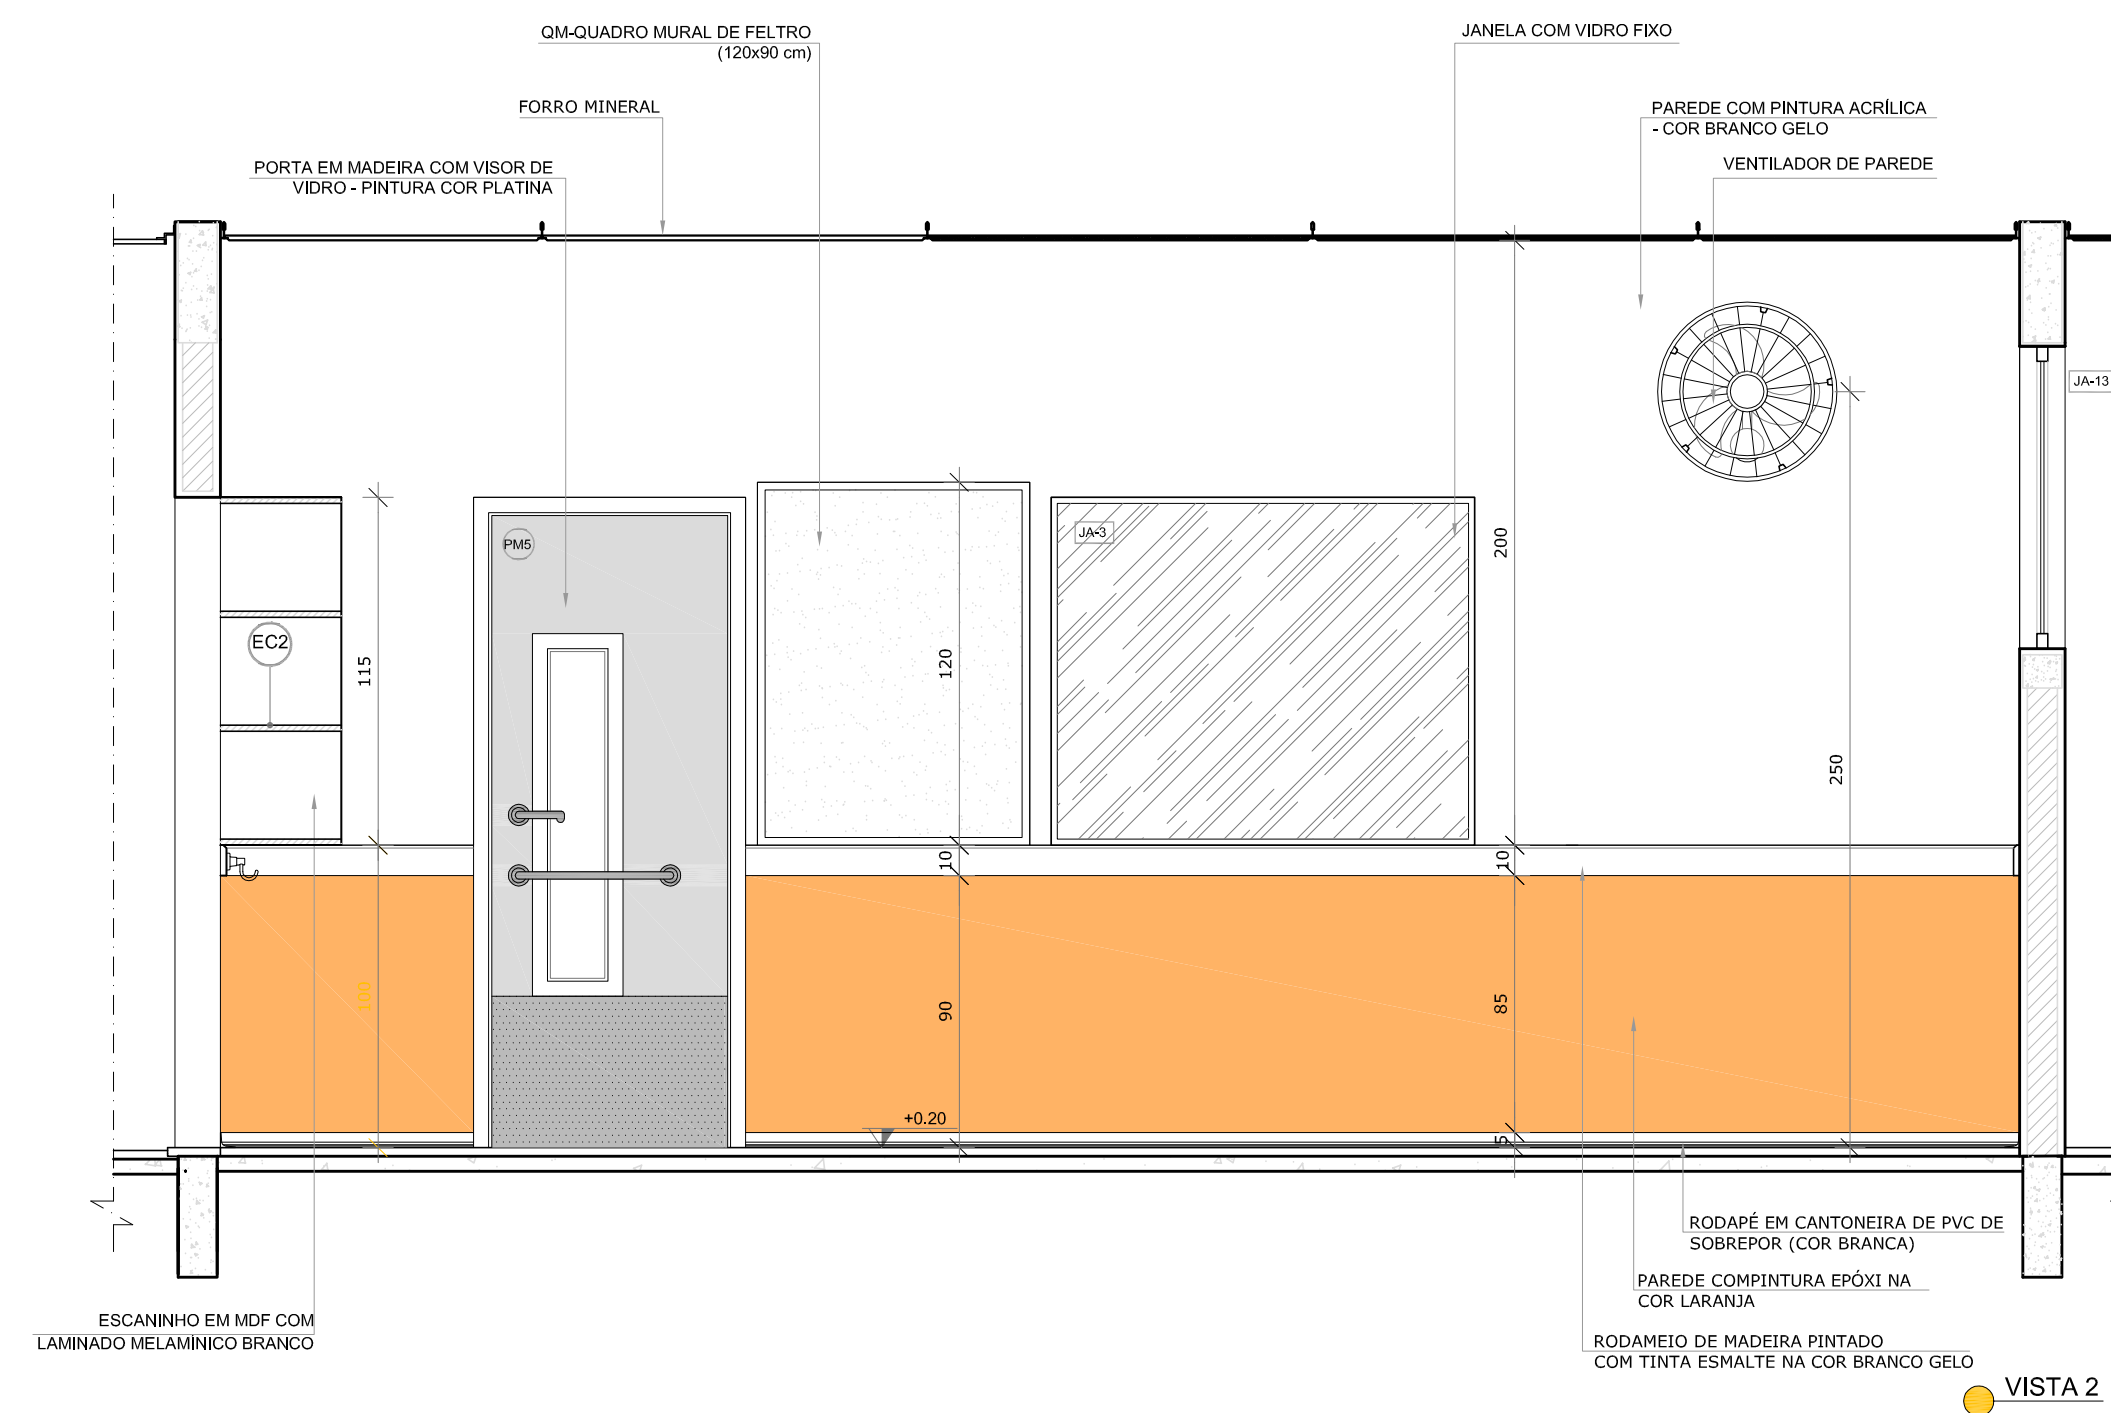 QM-QUADRO MURAL DE FELTRO
(120x90 cm)
JANELA COM VIDRO FIXO
FORRO MINERAL
PAREDE COM PINTURA ACRÍLICA
- COR BRANCO GELO
PORTA EM MADEIRA COM VISOR DE
VIDRO - PINTURA COR PLATINA
VENTILADOR DE PAREDE
JA-13
PM5
JA-3
200
EC2
115
120
250
10
10
100
90
85
+0.20
5
RODAPÉ EM CANTONEIRA DE PVC DE
SOBREPOR (COR BRANCA)
PAREDE COMPINTURA EPÓXI NA
COR LARANJA
ESCANINHO EM MDF COM
LAMINADO MELAMÍNICO BRANCO
RODAMEIO DE MADEIRA PINTADO
COM TINTA ESMALTE NA COR BRANCO GELO
VISTA 2